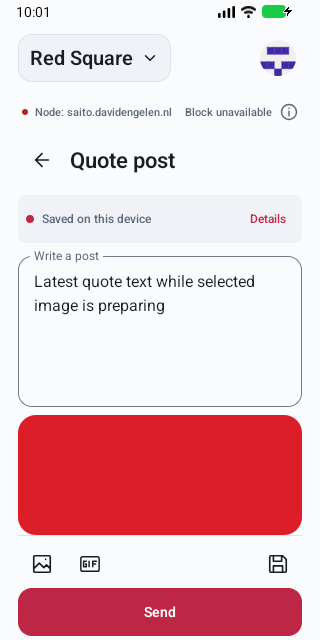 10:01
Red Square
Node: saito.davidengelen.nl Block unavailable
Quote post
Saved on this device Details
Write a post
Latest quote text while selected
image is preparing
GIF
Send